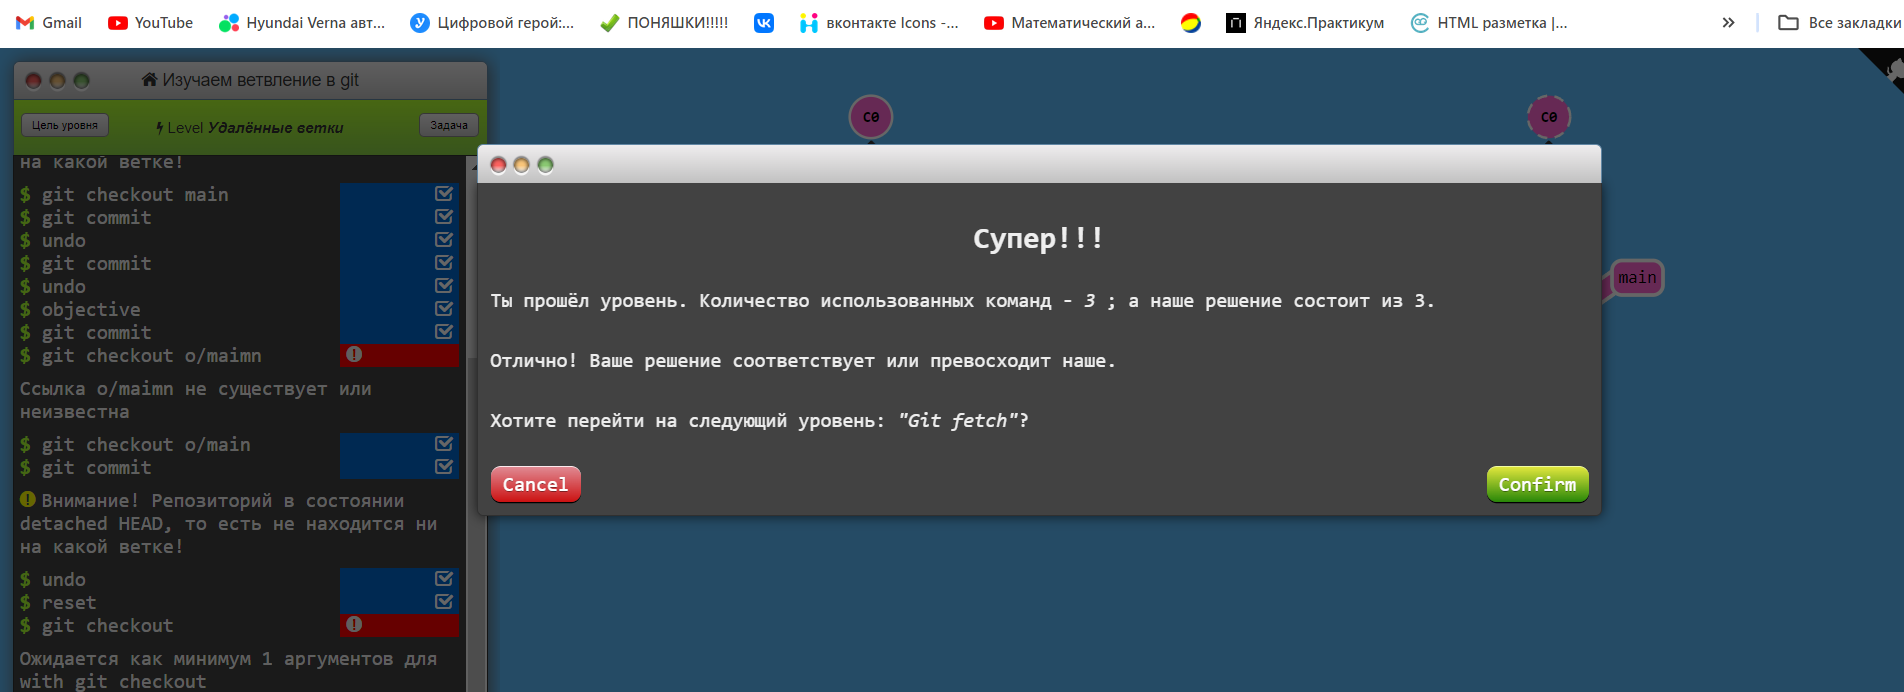 Gmail YouTube Hyundai Verna авт... Цифровой герой:... ПОНЯШКИ!!!!! вконтакте Icons -... Математический а... Яндекс.Практикум HTML разметка |... » Все закладки
Изучаем ветвление в git
Цель уровня Level Удалённые ветки Задача
на какой ветке!
$ git checkout main
$ git commit
$ undo
$ git commit
$ undo
$ objective
$ git commit
$ git checkout o/maimn
Ссылка o/maimn не существует или
неизвестна
$ git checkout o/main
$ git commit
Внимание! Репозиторий в состоянии
detached HEAD, то есть не находится ни
на какой ветке!
$ undo
$ reset
$ git checkout
Ожидается как минимум 1 аргументов для
with git checkout
C0
C0
main
Супер!!!
Ты прошёл уровень. Количество использованных команд - 3 ; а наше решение состоит из 3.
Отлично! Ваше решение соответствует или превосходит наше.
Хотите перейти на следующий уровень: "Git fetch"?
Cancel
Confirm